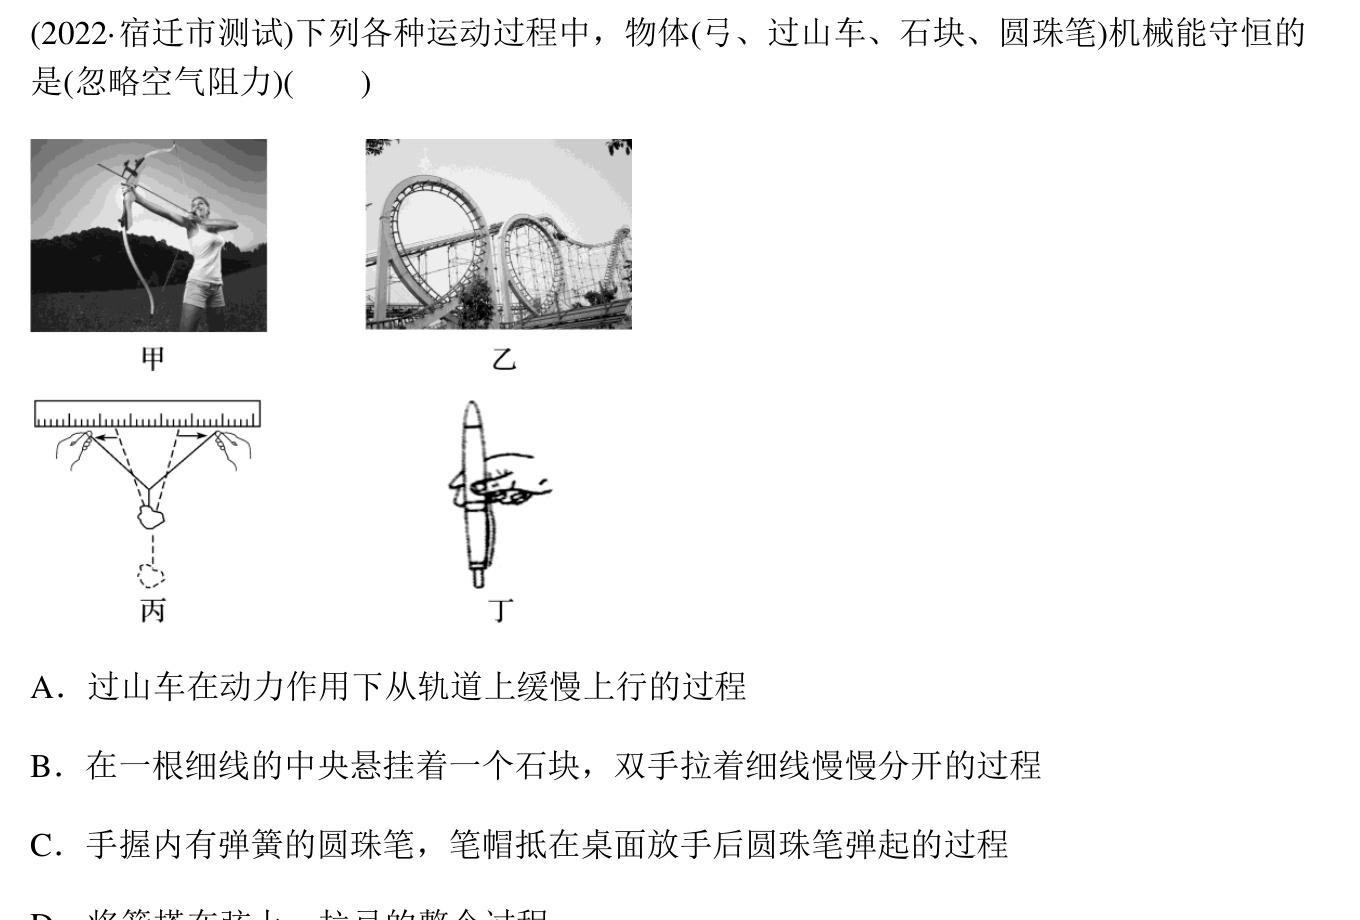 (2022·宿迁市测试)下列各种运动过程中，物体(弓、过山车、石块、圆珠笔)机械能守恒的
是(忽略空气阻力)(　　)
甲
乙
丙
丁
A．过山车在动力作用下从轨道上缓慢上行的过程
B．在一根细线的中央悬挂着一个石块，双手拉着细线慢慢分开的过程
C．手握内有弹簧的圆珠笔，笔帽抵在桌面放手后圆珠笔弹起的过程